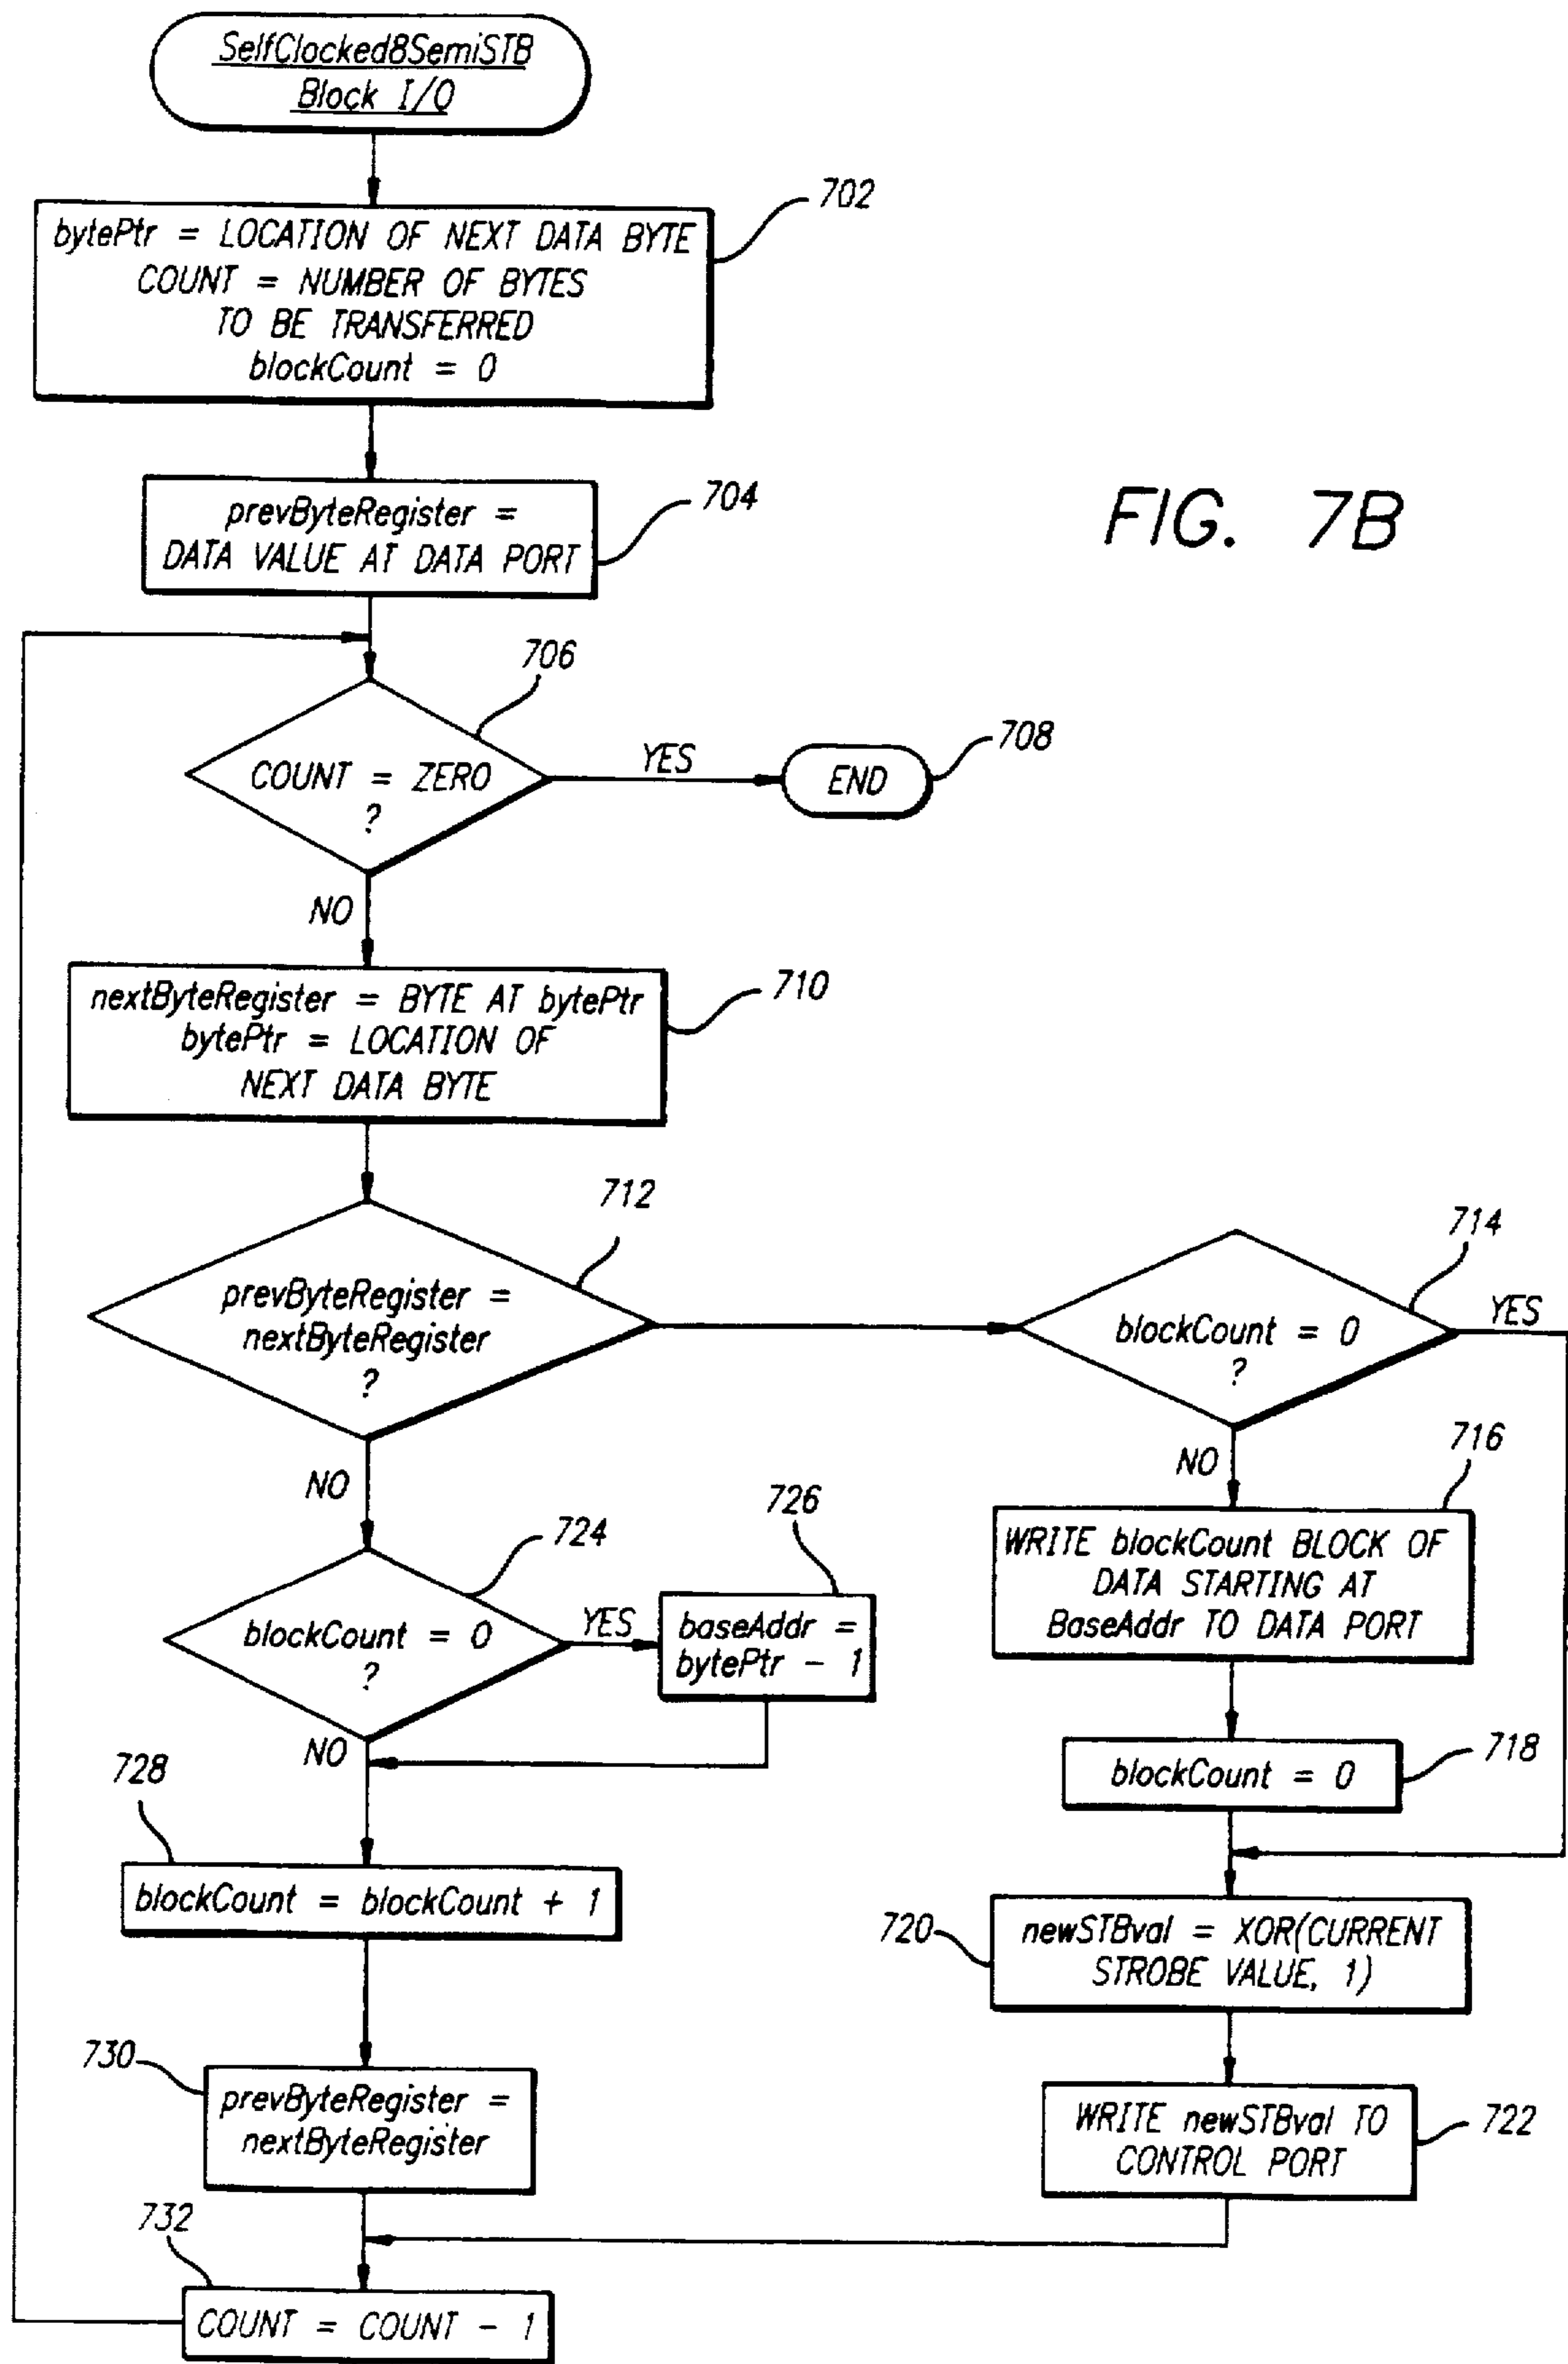 SelfClocked8SemiSTB
Block I/O
702
bytePtr = LOCATION OF NEXT DATA BYTE
COUNT = NUMBER OF BYTES
TO BE TRANSFERRED
blockCount = 0
704
prevByteRegister =
DATA VALUE AT DATA PORT
FIG. 7B
706
COUNT = ZERO
?
YES
END
708
NO
710
nextByteRegister = BYTE AT bytePtr
bytePtr = LOCATION OF
NEXT DATA BYTE
712
prevByteRegister =
nextByteRegister
?
714
blockCount = 0
?
YES
NO
716
WRITE blockCount BLOCK OF
DATA STARTING AT
BaseAddr TO DATA PORT
NO
724
blockCount = 0
?
YES
726
baseAddr =
bytePtr - 1
NO
718
blockCount = 0
728
blockCount = blockCount + 1
720
newSTBval = XOR(CURRENT
STROBE VALUE, 1)
730
prevByteRegister =
nextByteRegister
722
WRITE newSTBval TO
CONTROL PORT
732
COUNT = COUNT - 1